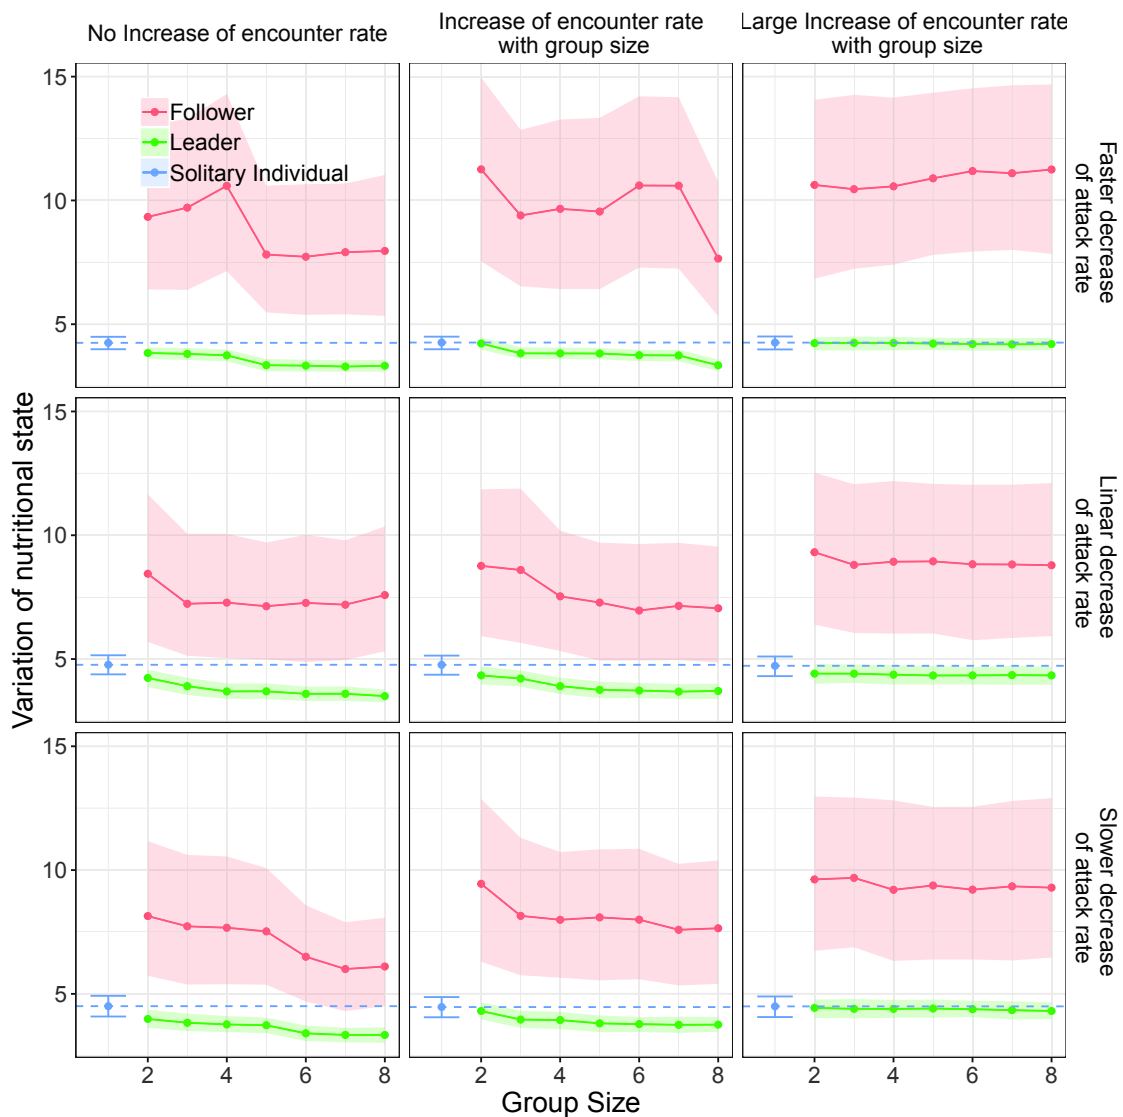 No Increase of encounter rate
Increase of encounter rate
with group size
Large Increase of encounter rate
with group size
15
10
5
Follower
Leader
Solitary Individual
Faster decrease
of attack rate
Variation of nutritional state
15
10
5
Linear decrease
of attack rate
15
10
5
Slower decrease
of attack rate
2 4 6 8 2 4 6 8 2 4 6 8
Group Size